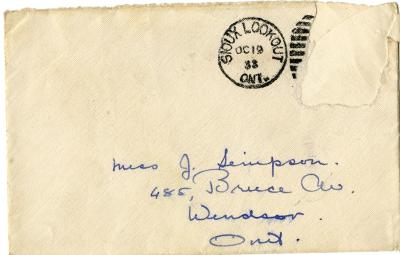 SIOUX LOOKOUT
OC 19
33
ONT.
Miss J. Simpson.
485, Bruce Av.
Windsor.
Ont.